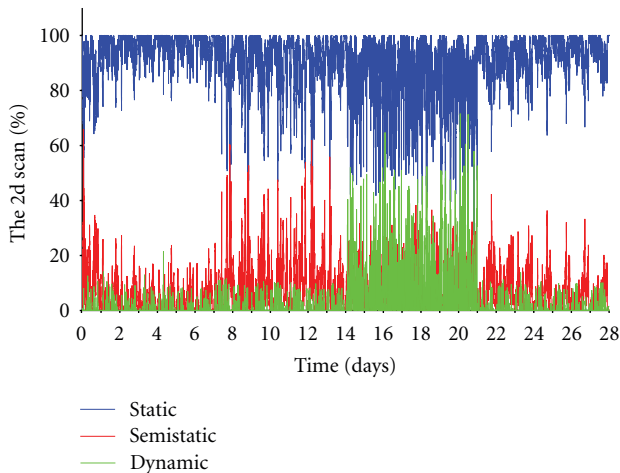 The 2d scan (%)
100
80
60
40
20
0
0 2 4 6 8 10 12 14 16 18 20 22 24 26 28
Time (days)
Static
Semistatic
Dynamic